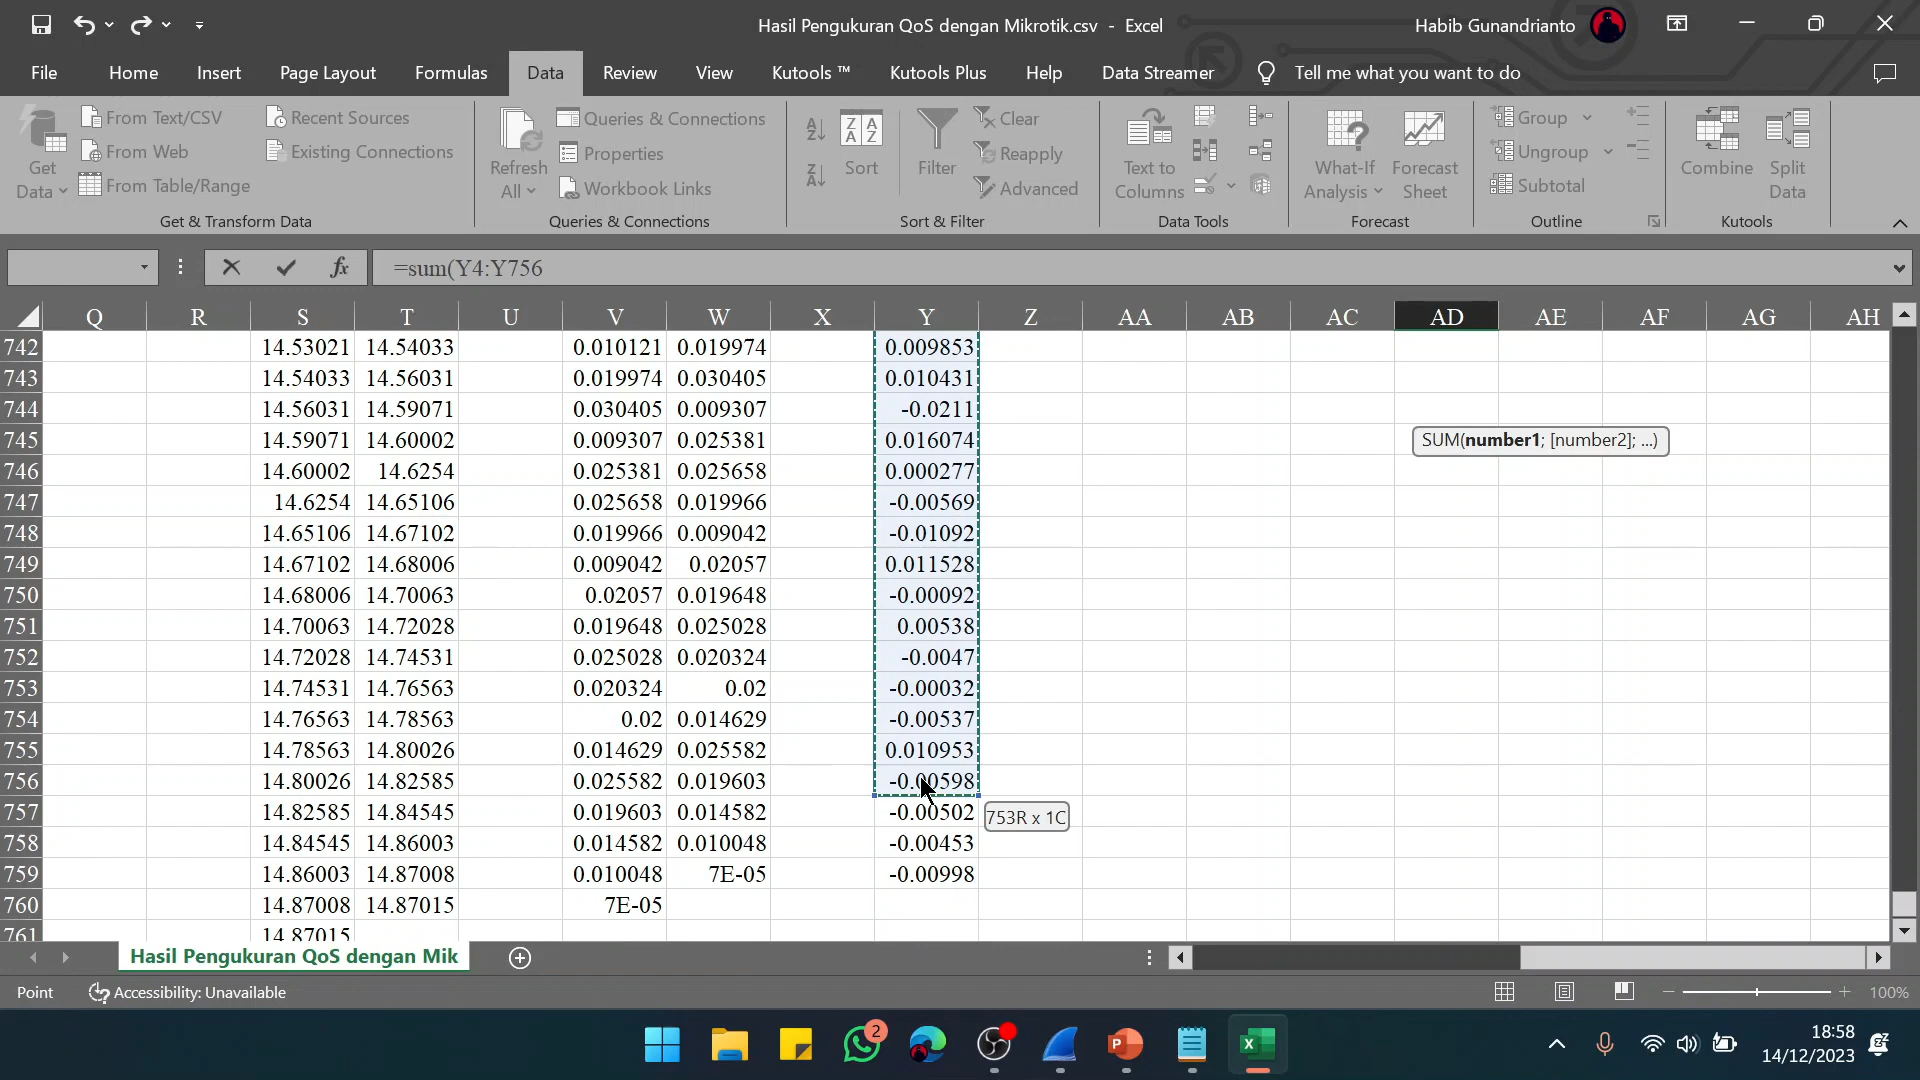 Hasil Pengukuran QoS dengan Mikrotik.csv - Excel
Habib Gunandrianto
File Home Insert Page Layout Formulas Data Review View Kutools ™ Kutools Plus Help Data Streamer Tell me what you want to do
Get Data
From Text/CSV
From Web
From Table/Range
Recent Sources
Existing Connections
Get & Transform Data
Refresh All
Queries & Connections
Properties
Workbook Links
Queries & Connections
Sort
Filter
Clear
Reapply
Advanced
Sort & Filter
Text to Columns
Data Tools
What-If Analysis
Forecast Sheet
Forecast
Group
Ungroup
Subtotal
Outline
Combine
Split Data
Kutools
fx =sum(Y4:Y756
Q R S T U V W X Y Z AA AB AC AD AE AF AG AH
742 14.53021 14.54033 0.010121 0.019974 0.009853
743 14.54033 14.56031 0.019974 0.030405 0.010431
744 14.56031 14.59071 0.030405 0.009307 -0.0211
745 14.59071 14.60002 0.009307 0.025381 0.016074
SUM(number1; [number2]; ...)
746 14.60002 14.6254 0.025381 0.025658 0.000277
747 14.6254 14.65106 0.025658 0.019966 -0.00569
748 14.65106 14.67102 0.019966 0.009042 -0.01092
749 14.67102 14.68006 0.009042 0.02057 0.011528
750 14.68006 14.70063 0.02057 0.019648 -0.00092
751 14.70063 14.72028 0.019648 0.025028 0.00538
752 14.72028 14.74531 0.025028 0.020324 -0.0047
753 14.74531 14.76563 0.020324 0.02 -0.00032
754 14.76563 14.78563 0.02 0.014629 -0.00537
755 14.78563 14.80026 0.014629 0.025582 0.010953
756 14.80026 14.82585 0.025582 0.019603 -0.00598
757 14.82585 14.84545 0.019603 0.014582 -0.00502
753R x 1C
758 14.84545 14.86003 0.014582 0.010048 -0.00453
759 14.86003 14.87008 0.010048 7E-05 -0.00998
760 14.87008 14.87015 7E-05
761 14.87015
Hasil Pengukuran QoS dengan Mik
Point Accessibility: Unavailable 100%
2
18:58
14/12/2023